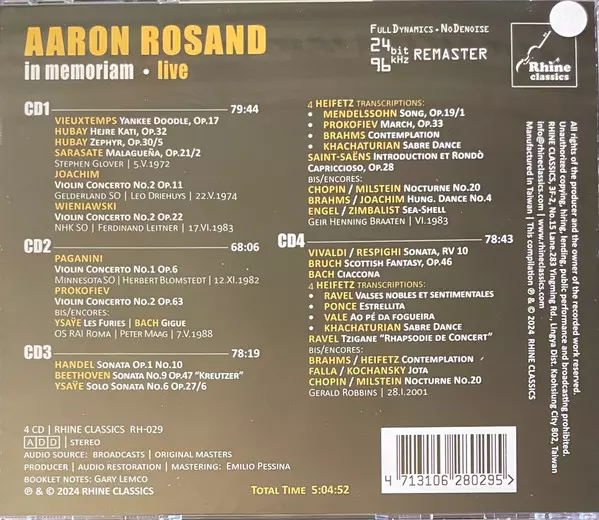 AARON ROSAND
in memoriam • live
FullDynamics-NoDenoise
24 bit
96 kHz REMASTER
Rhine
classics
CD1 79:44
VIEUXTEMPS YANKEE DOODLE, OP.17
HUBAY HEJRE KATI, OP.32
HUBAY ZEPHYR, OP.30/5
SARASATE MALAGUEÑA, OP.21/2
STEPHEN GLOVER | 5.V.1972
JOACHIM
VIOLIN CONCERTO NO.2 OP.11
GELDERLAND SO | LEO DRIEHUYS | 22.V.1974
WIENIAWSKI
VIOLIN CONCERTO NO.2 OP.22
NHK SO | FERDINAND LEITNER | 17.VI.1983
CD2 68:06
PAGANINI
VIOLIN CONCERTO NO.1 OP.6
MINNESOTA SO | HERBERT BLOMSTEDT | 12.XI.1982
PROKOFIEV
VIOLIN CONCERTO NO.2 OP.63
BIS/ENCORES:
YSAŸE LES FURIES | BACH GIGUE
OS RAI ROMA | PETER MAAG | 7.V.1988
CD3 78:19
HANDEL SONATA OP.1 NO.10
BEETHOVEN SONATA NO.9 OP.47 "KREUTZER"
YSAŸE SOLO SONATA NO.6 OP.27/6
4 HEIFETZ TRANSCRIPTIONS:
• MENDELSSOHN SONG, OP.19/1
• PROKOFIEV MARCH, OP.33
• BRAHMS CONTEMPLATION
• KHACHATURIAN SABRE DANCE
SAINT-SAËNS INTRODUCTION ET RONDÒ
CAPRICCIOSO, OP.28
BIS/ENCORES:
CHOPIN / MILSTEIN NOCTURNE NO.20
BRAHMS / JOACHIM HUNG. DANCE NO.4
ENGEL / ZIMBALIST SEA-SHELL
GEIR HENNING BRAATEN | VI.1983
CD4 78:43
VIVALDI / RESPIGHI SONATA, RV 10
BRUCH SCOTTISH FANTASY, OP.46
BACH CIACCONA
4 HEIFETZ TRANSCRIPTIONS:
• RAVEL VALSES NOBLES ET SENTIMENTALES
• PONCE ESTRELLITA
• VALE AO PÉ DA FOGUEIRA
• KHACHATURIAN SABRE DANCE
RAVEL TZIGANE "RHAPSODIE DE CONCERT"
BIS/ENCORES:
BRAHMS / HEIFETZ CONTEMPLATION
FALLA / KOCHANSKY JOTA
CHOPIN / MILSTEIN NOCTURNE NO.20
GERALD ROBBINS | 28.I.2001
4 CD | RHINE CLASSICS RH-029
ADD | STEREO
AUDIO SOURCE: BROADCASTS | ORIGINAL MASTERS
PRODUCER | AUDIO RESTORATION | MASTERING: EMILIO PESSINA
BOOKLET NOTES: GARY LEMCO
℗ & © 2024 RHINE CLASSICS
TOTAL TIME 5:04:52
4 713106 280295
All rights of the producer and the owner of the recorded work reserved.
Unauthorized copying, hiring, lending, public performance and broadcasting prohibited.
RHINE CLASSICS, 3F-2, No.15 Lane.283 Yingming Rd., Lingya Dist., Kaohsiung City 802, Taiwan
info@rhineclassics.com | www.rhineclassics.com
Manufactured in Taiwan | This compilation ℗ & © 2024 RHINE CLASSICS